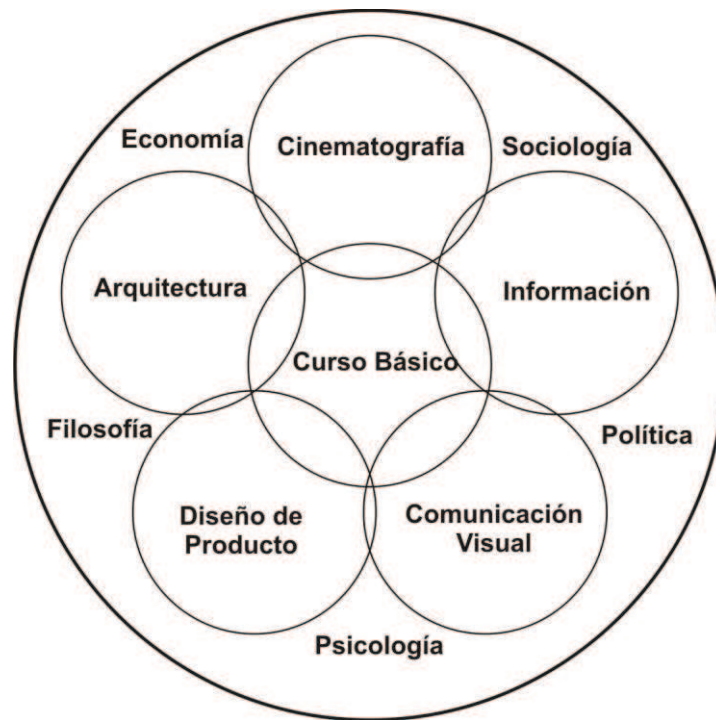 Economía
Cinematografía
Sociología
Arquitectura
Información
Curso Básico
Filosofía
Política
Diseño de
Producto
Comunicación
Visual
Psicología